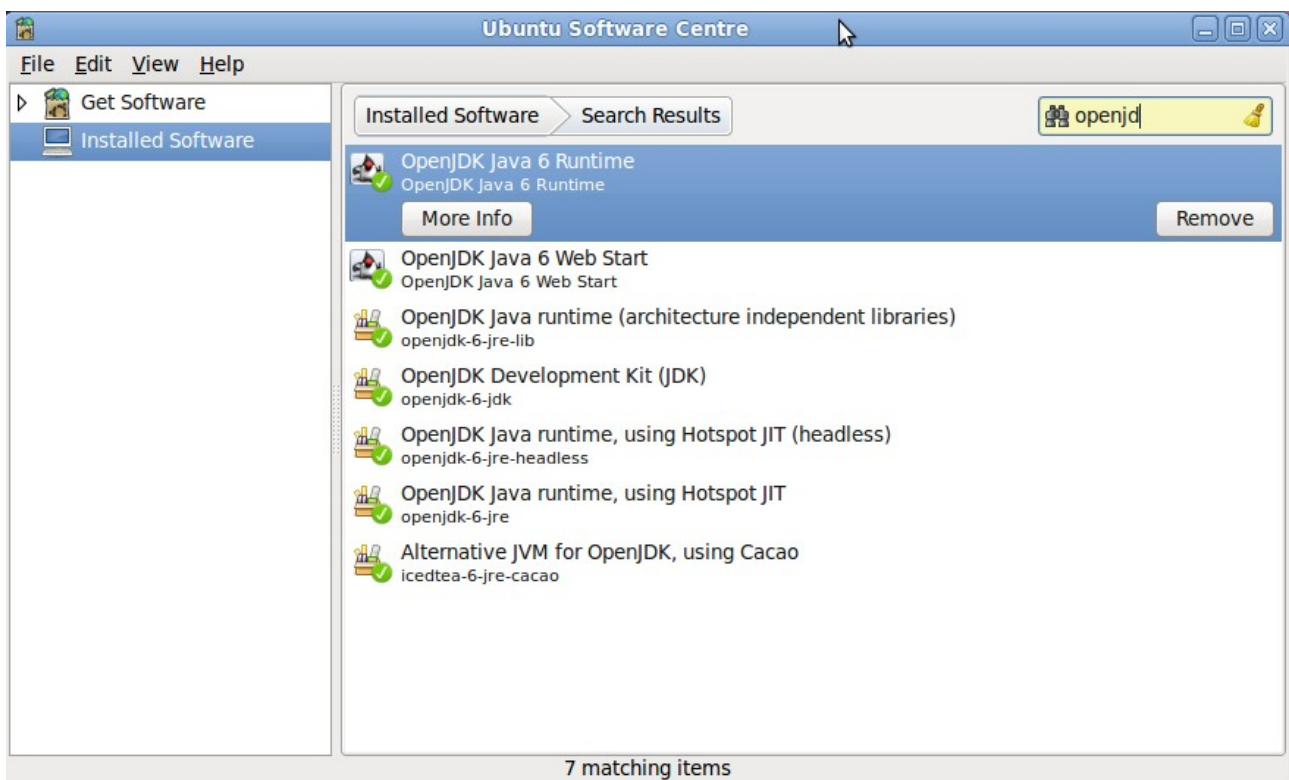 Ubuntu Software Centre
File Edit View Help
Get Software
Installed Software
Installed Software Search Results
openjd
OpenJDK Java 6 Runtime
OpenJDK Java 6 Runtime
More Info Remove
OpenJDK Java 6 Web Start
OpenJDK Java 6 Web Start
OpenJDK Java runtime (architecture independent libraries)
openjdk-6-jre-lib
OpenJDK Development Kit (JDK)
openjdk-6-jdk
OpenJDK Java runtime, using Hotspot JIT (headless)
openjdk-6-jre-headless
OpenJDK Java runtime, using Hotspot JIT
openjdk-6-jre
Alternative JVM for OpenJDK, using Cacao
icedtea-6-jre-cacao
7 matching items